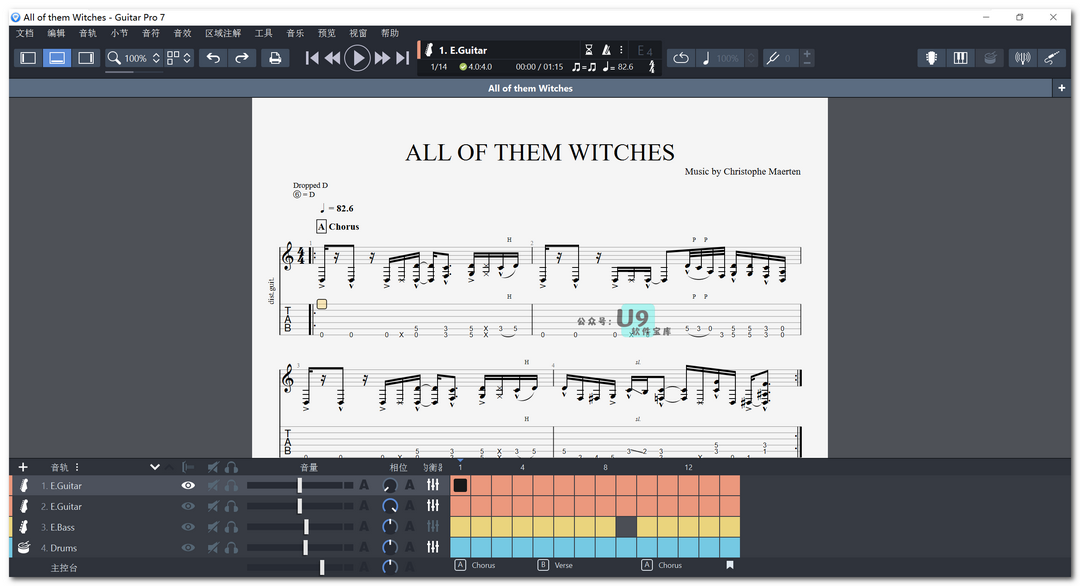 All of them Witches - Guitar Pro 7
文档 编辑 音轨 小节 音符 音效 区域注解 工具 音乐 预览 视窗 帮助
100%
1. E.Guitar
E 4
1/14 4.0:4.0 00:00 / 01:15 = 82.6
100%
0
All of them Witches
ALL OF THEM WITCHES
Music by Christophe Maerten
Dropped D
⑥ = D
= 82.6
A Chorus
1 H 2 P P
dist.guit.
H P P
T
A
B
0 0 0 X 5 0 3 3 5 5 X X 3 5 0 0 0 5 3 0 5 5 3 0
公众号: U9
软件宝库
3 H 4 sl.
H sl.
T
A
B
音轨 音量 相位 均衡器 1 4 8 12
1. E.Guitar A A
2. E.Guitar A A
3. E.Bass A A
4. Drums A A
主控台 A
A Chorus B Verse A Chorus